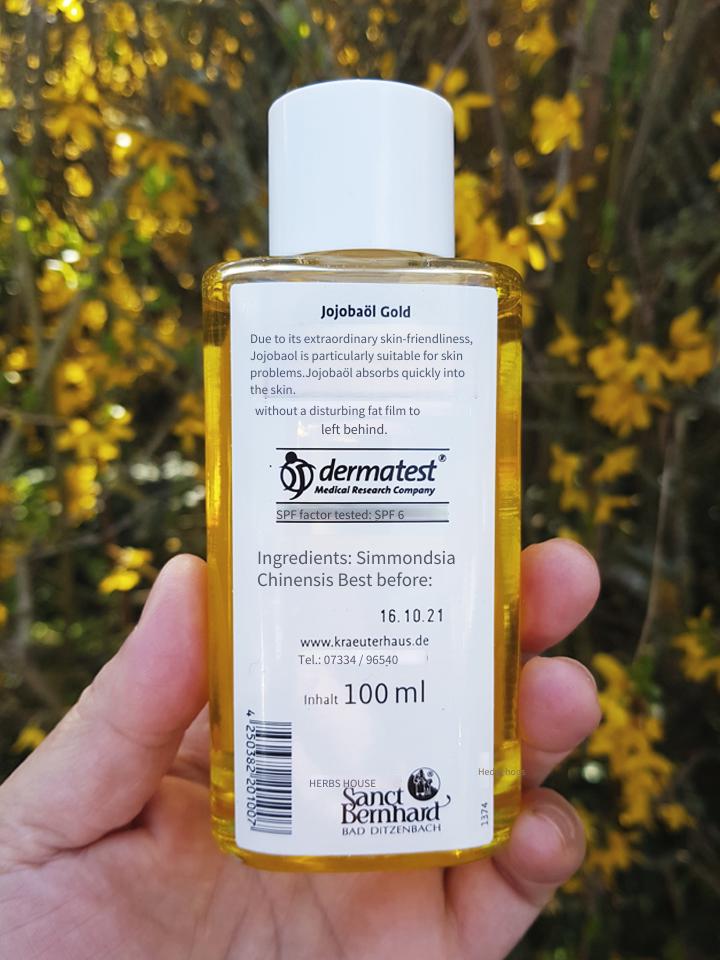 Jojobaöl Gold
Due to its extraordinary skin-friendliness,
Jojobaol is particularly suitable for skin
problems.Jojobaöl absorbs quickly into
the skin.
without a disturbing fat film to
left behind.
dermatest®
Medical Research Company
SPF factor tested: SPF 6
Ingredients: Simmondsia
Chinensis Best before:
16.10.21
www.kraeuterhaus.de
Tel.: 07334 / 96540
Inhalt 100 ml
4 250382 201007
HERBS HOUSE
Sanct
Bernhard
BAD DITZENBACH
1374